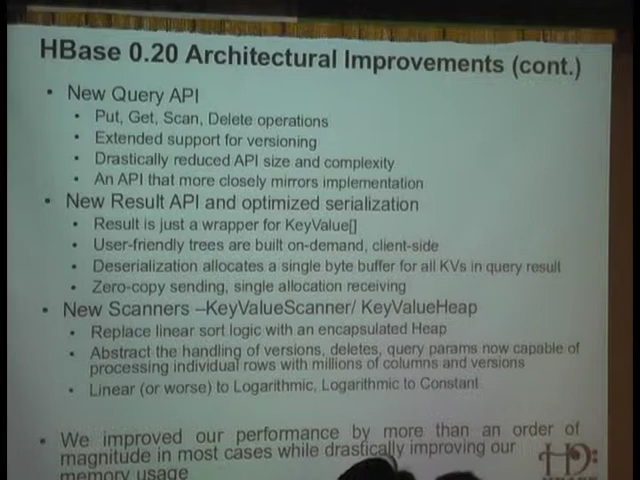 HBase 0.20 Architectural Improvements (cont.)
• New Query API
• Put, Get, Scan, Delete operations
• Extended support for versioning
• Drastically reduced API size and complexity
• An API that more closely mirrors implementation
• New Result API and optimized serialization
• Result is just a wrapper for KeyValue[]
• User-friendly trees are built on-demand, client-side
• Deserialization allocates a single byte buffer for all KVs in query result
• Zero-copy sending, single allocation receiving
• New Scanners –KeyValueScanner/ KeyValueHeap
• Replace linear sort logic with an encapsulated Heap
• Abstract the handling of versions, deletes, query params now capable of
processing individual rows with millions of columns and versions
• Linear (or worse) to Logarithmic, Logarithmic to Constant
• We improved our performance by more than an order of
magnitude in most cases while drastically improving our
memory usage
HBASE